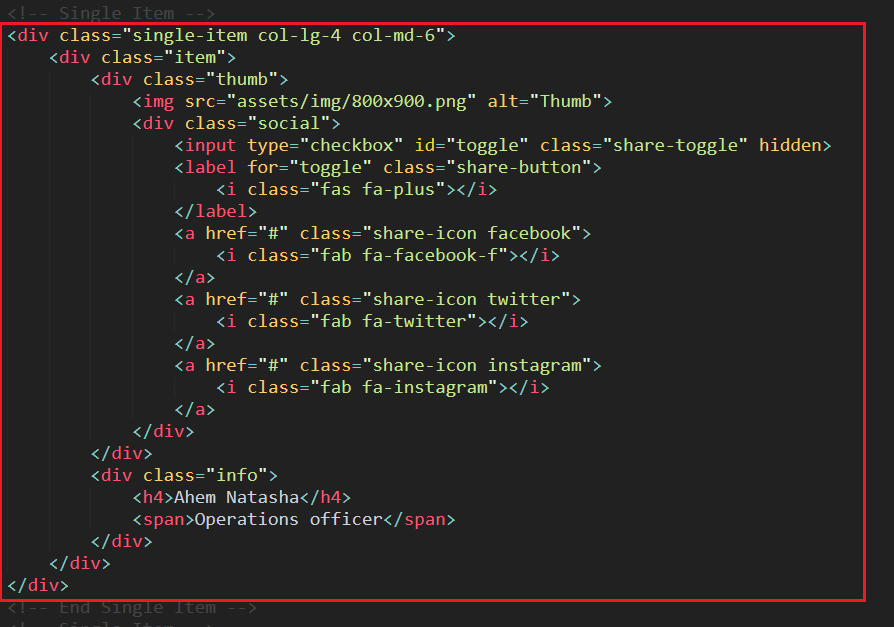 <!-- Single Item -->
<div class="single-item col-lg-4 col-md-6">
    <div class="item">
        <div class="thumb">
            <img src="assets/img/800x900.png" alt="Thumb">
            <div class="social">
                <input type="checkbox" id="toggle" class="share-toggle" hidden>
                <label for="toggle" class="share-button">
                    <i class="fas fa-plus"></i>
                </label>
                <a href="#" class="share-icon facebook">
                    <i class="fab fa-facebook-f"></i>
                </a>
                <a href="#" class="share-icon twitter">
                    <i class="fab fa-twitter"></i>
                </a>
                <a href="#" class="share-icon instagram">
                    <i class="fab fa-instagram"></i>
                </a>
            </div>
        </div>
        <div class="info">
            <h4>Ahem Natasha</h4>
            <span>Operations officer</span>
        </div>
    </div>
</div>
<!-- End Single Item -->
<!-- Single Item -->